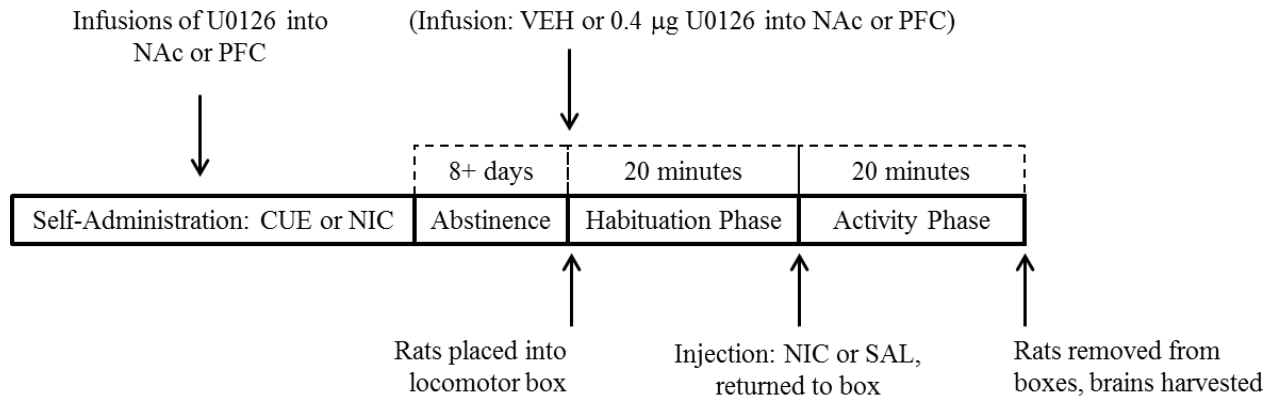 Infusions of U0126 into
NAc or PFC
(Infusion: VEH or 0.4 μg U0126 into NAc or PFC)
8+ days
20 minutes
20 minutes
Self-Administration: CUE or NIC
Abstinence
Habituation Phase
Activity Phase
Rats placed into
locomotor box
Injection: NIC or SAL,
returned to box
Rats removed from
boxes, brains harvested